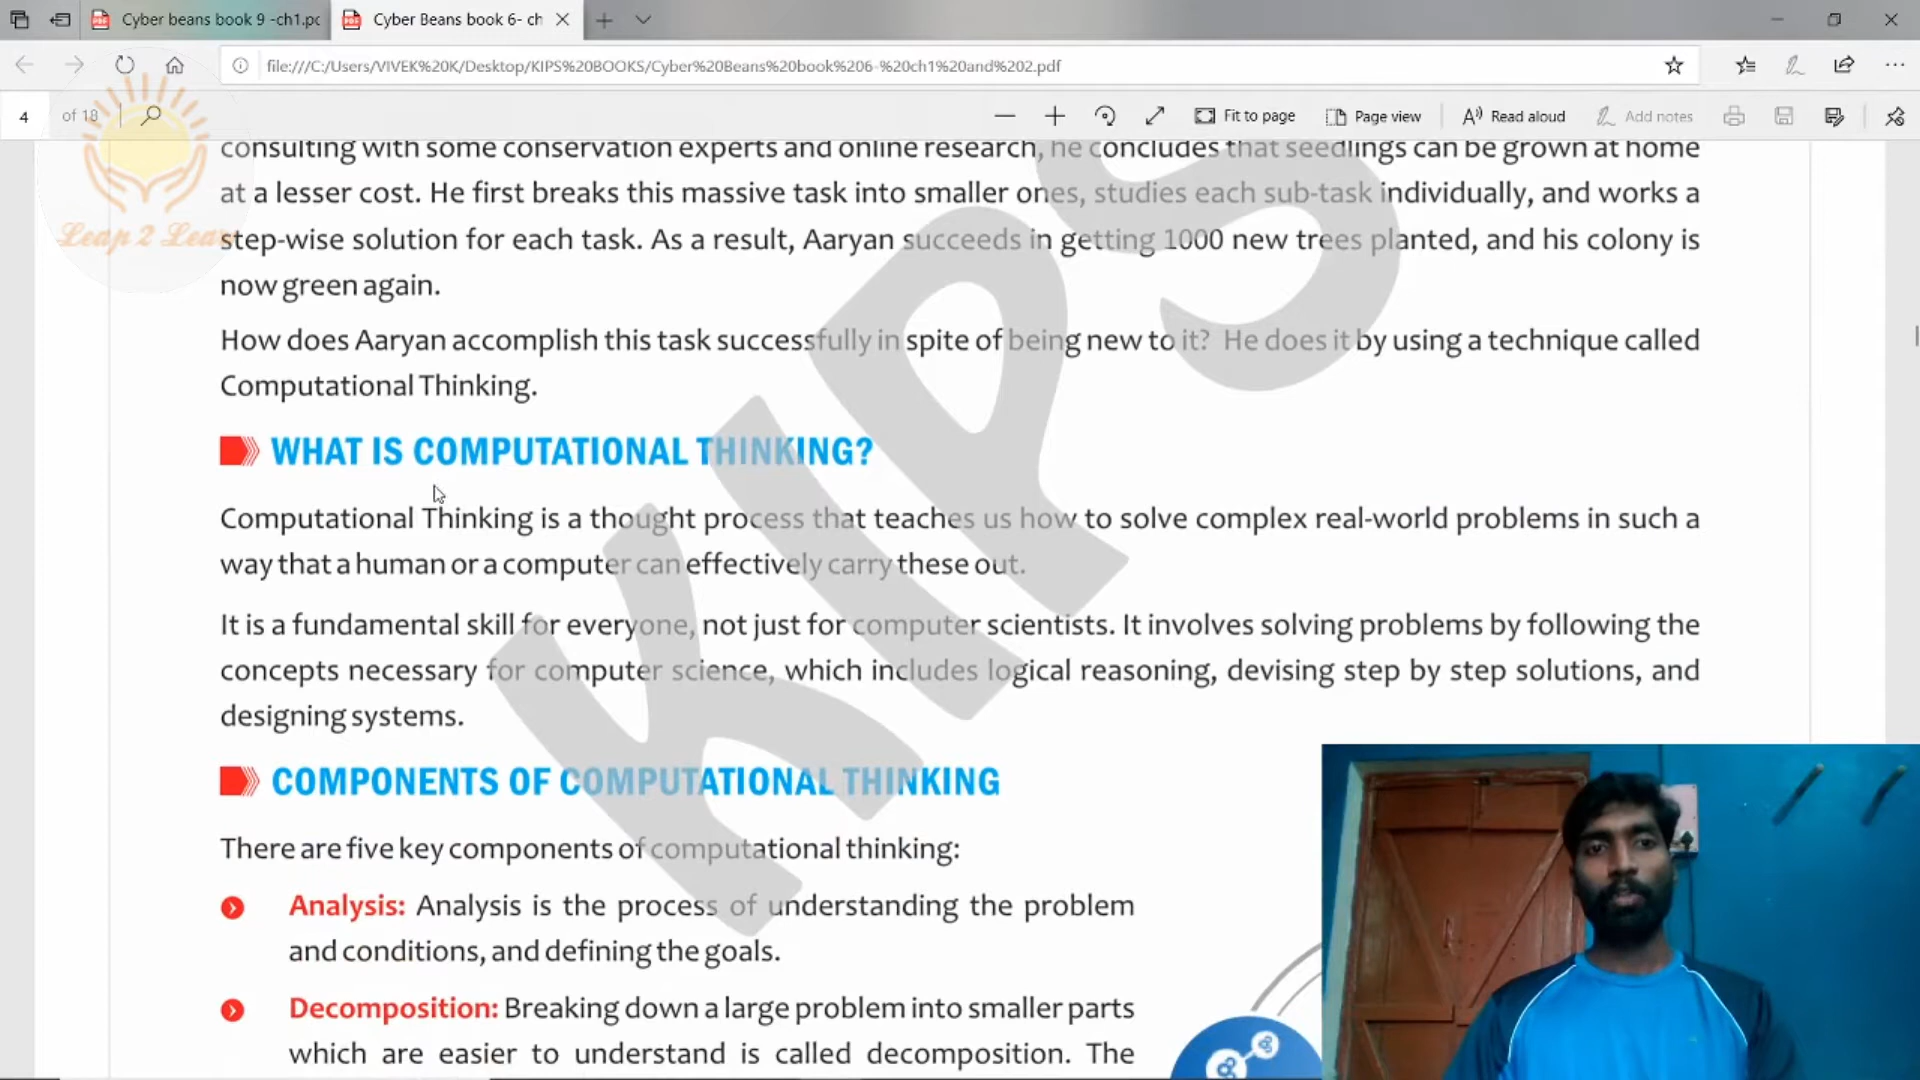 Cyber beans book 9 -ch1.pc
Cyber Beans book 6- ch
file:///C:/Users/VIVEK%20K/Desktop/KIPS%20BOOKS/Cyber%20Beans%20book%206-%20ch1%20and%202.pdf
4 of 18
Fit to page
Page view
Read aloud
Add notes
Leap 2 Lea
consulting with some conservation experts and online research, he concludes that seedlings can be grown at home
at a lesser cost. He first breaks this massive task into smaller ones, studies each sub-task individually, and works a
step-wise solution for each task. As a result, Aaryan succeeds in getting 1000 new trees planted, and his colony is
now green again.
How does Aaryan accomplish this task successfully in spite of being new to it? He does it by using a technique called
Computational Thinking.
WHAT IS COMPUTATIONAL THINKING?
Computational Thinking is a thought process that teaches us how to solve complex real-world problems in such a
way that a human or a computer can effectively carry these out.
It is a fundamental skill for everyone, not just for computer scientists. It involves solving problems by following the
concepts necessary for computer science, which includes logical reasoning, devising step by step solutions, and
designing systems.
COMPONENTS OF COMPUTATIONAL THINKING
There are five key components of computational thinking:
Analysis: Analysis is the process of understanding the problem
and conditions, and defining the goals.
Decomposition: Breaking down a large problem into smaller parts
which are easier to understand is called decomposition. The
KIPS